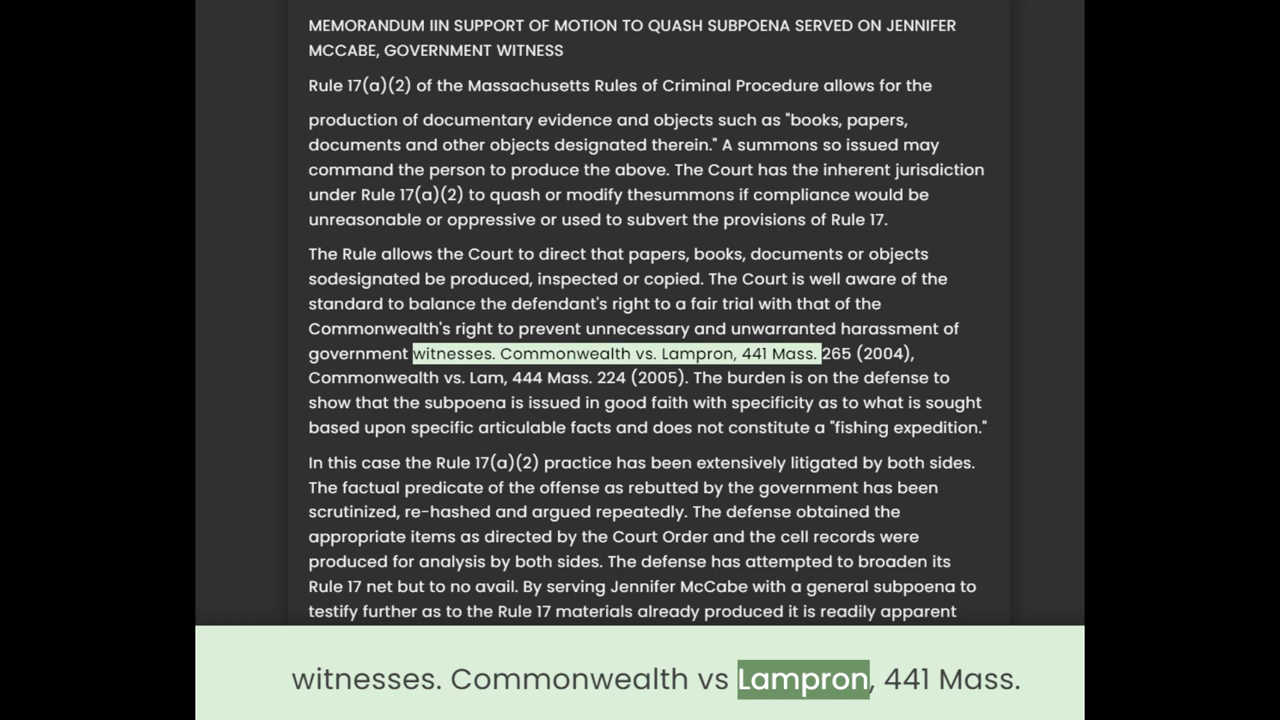 MEMORANDUM IIN SUPPORT OF MOTION TO QUASH SUBPOENA SERVED ON JENNIFER
MCCABE, GOVERNMENT WITNESS
Rule 17(a)(2) of the Massachusetts Rules of Criminal Procedure allows for the
production of documentary evidence and objects such as "books, papers,
documents and other objects designated therein." A summons so issued may
command the person to produce the above. The Court has the inherent jurisdiction
under Rule 17(a)(2) to quash or modify thesummons if compliance would be
unreasonable or oppressive or used to subvert the provisions of Rule 17.
The Rule allows the Court to direct that papers, books, documents or objects
sodesignated be produced, inspected or copied. The Court is well aware of the
standard to balance the defendant's right to a fair trial with that of the
Commonwealth's right to prevent unnecessary and unwarranted harassment of
government witnesses. Commonwealth vs. Lampron, 441 Mass. 265 (2004),
Commonwealth vs. Lam, 444 Mass. 224 (2005). The burden is on the defense to
show that the subpoena is issued in good faith with specificity as to what is sought
based upon specific articulable facts and does not constitute a "fishing expedition."
In this case the Rule 17(a)(2) practice has been extensively litigated by both sides.
The factual predicate of the offense as rebutted by the government has been
scrutinized, re-hashed and argued repeatedly. The defense obtained the
appropriate items as directed by the Court Order and the cell records were
produced for analysis by both sides. The defense has attempted to broaden its
Rule 17 net but to no avail. By serving Jennifer McCabe with a general subpoena to
testify further as to the Rule 17 materials already produced it is readily apparent
witnesses. Commonwealth vs Lampron, 441 Mass.